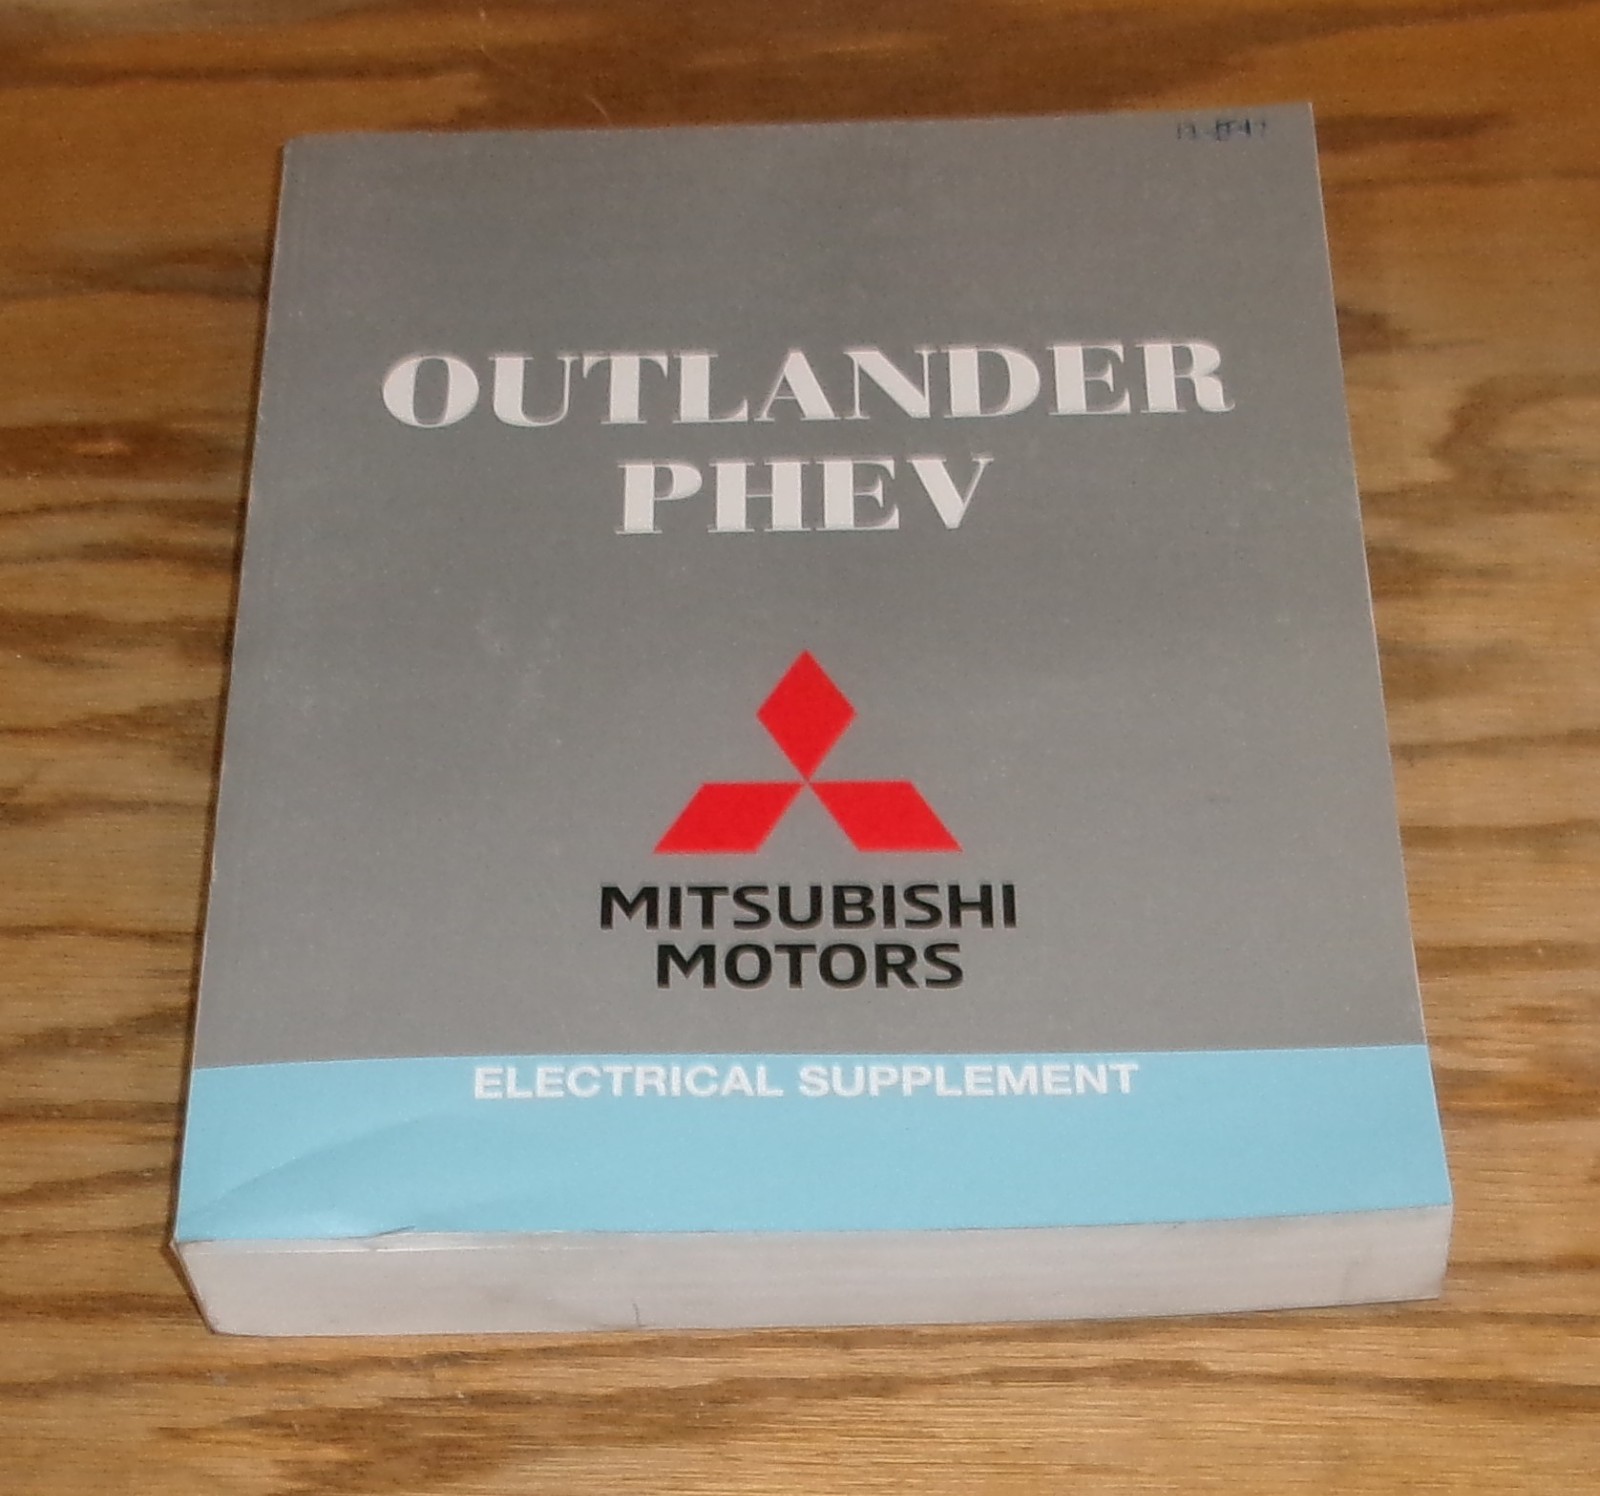 OUTLANDER
PHEV
MITSUBISHI
MOTORS
ELECTRICAL SUPPLEMENT